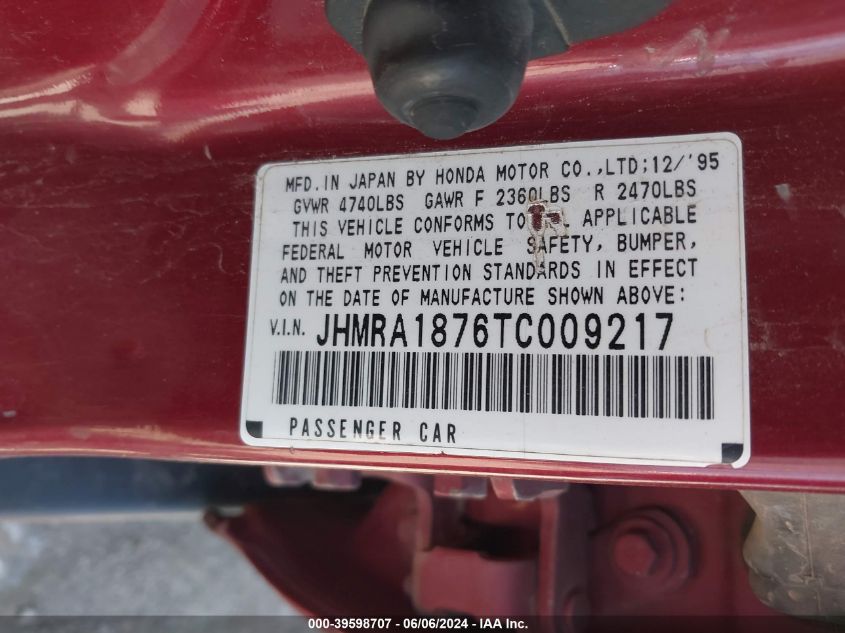 MFD. IN JAPAN BY HONDA MOTOR CO.,LTD;12/'95
GVWR 4740LBS GAWR F 2360LBS R 2470LBS
THIS VEHICLE CONFORMS TO APPLICABLE
FEDERAL MOTOR VEHICLE SAFETY, BUMPER,
AND THEFT PREVENTION STANDARDS IN EFFECT
ON THE DATE OF MANUFACTURE SHOWN ABOVE:
V.I.N. JHMRA1876TC009217
PASSENGER CAR
000-39598707 - 06/06/2024 - IAA Inc.